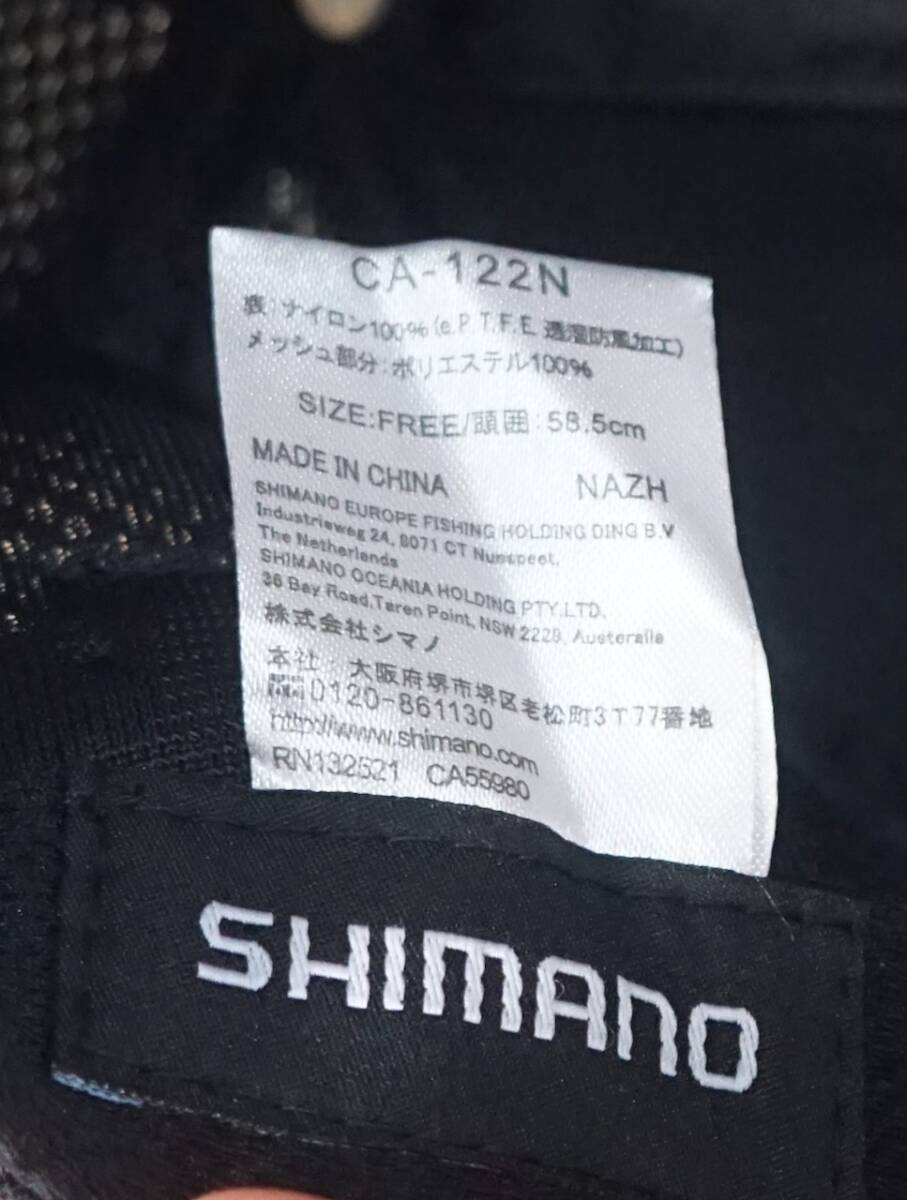 CA-122N
表:ナイロン100%(e.P.T.F.E.透湿防風加工)
メッシュ部分:ポリエステル100%
SIZE:FREE/頭囲:58.5cm
MADE IN CHINA NAZH
SHIMANO EUROPE FISHING HOLDING DING B.V
Industrieweg 24, 8071 CT Nunspeet,
The Netherlands
SHIMANO OCEANIA HOLDING PTY.LTD.
36 Bay Road,Taren Point, NSW 2229, Austeralia
株式会社シマノ
本社:大阪府堺市堺区老松町3丁77番地
0120-861130
http://www.shimano.com
RN132521 CA55980
SHIMANO